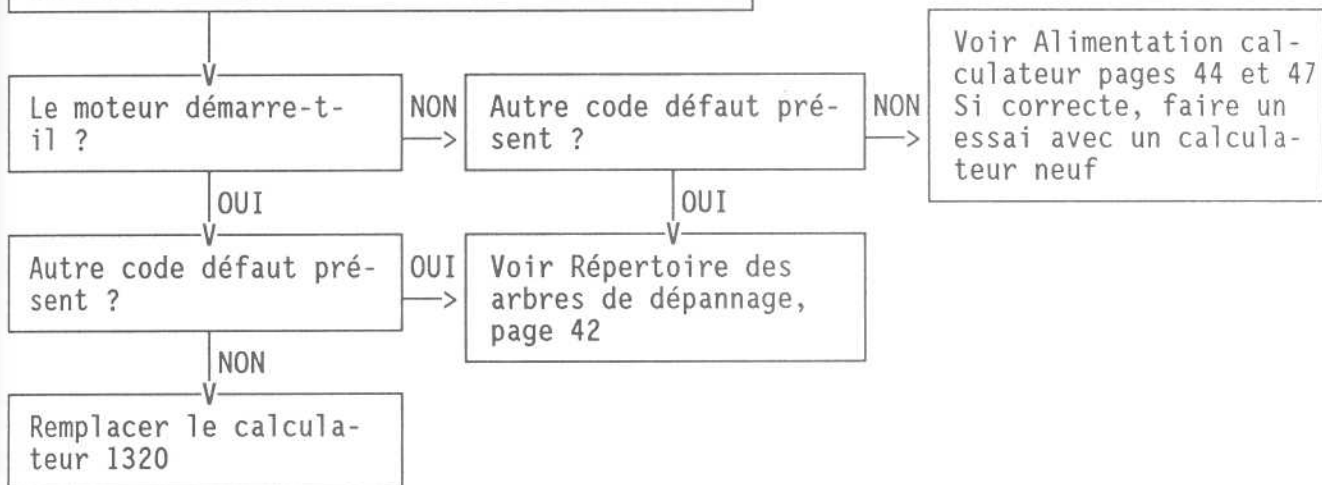 Voir Alimentation cal-
culateur pages 44 et 47
Si correcte, faire un
essai avec un calcula-
teur neuf
Le moteur démarre-t-
il ?
NON
Autre code défaut pré-
sent ?
NON
OUI
OUI
Autre code défaut pré-
sent ?
OUI
Voir Répertoire des
arbres de dépannage,
page 42
NON
Remplacer le calcula-
teur 1320